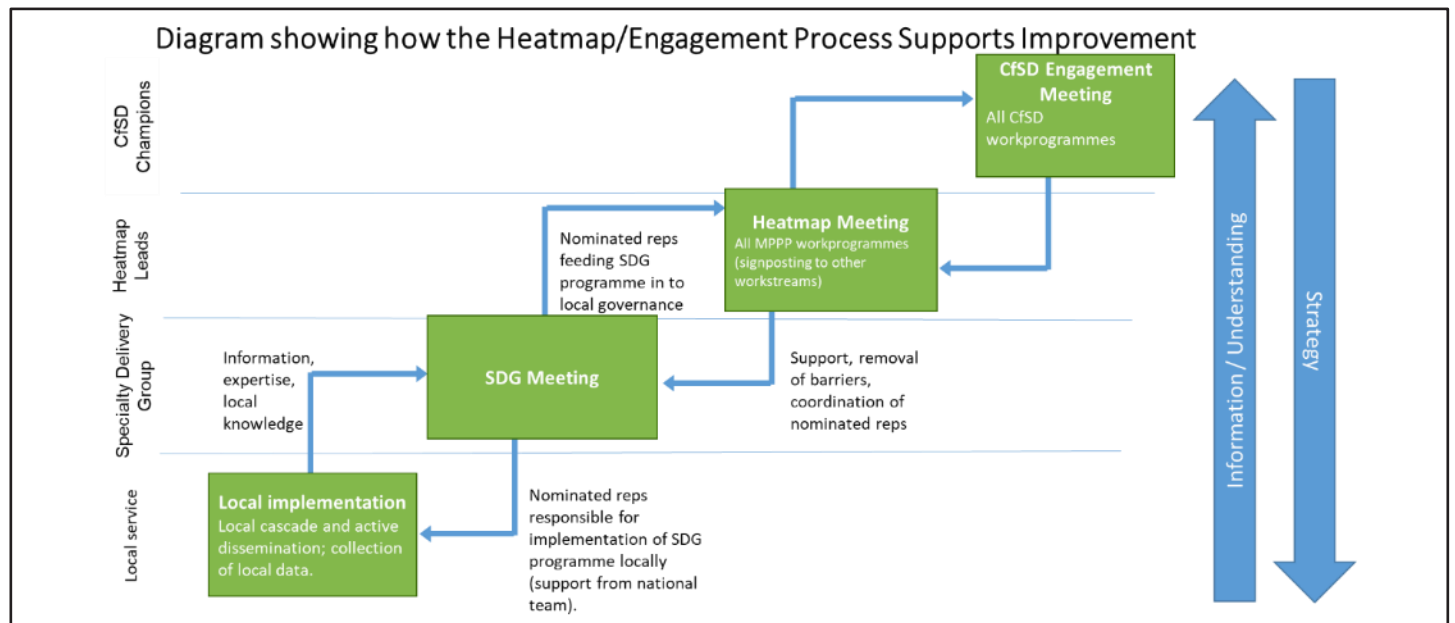 Diagram showing how the Heatmap/Engagement Process Supports Improvement
CfSD
Champions
CfSD Engagement
Meeting
All CfSD
workprogrammes
Heatmap
Leads
Nominated reps
feeding SDG
programme in to
local governance
Heatmap Meeting
All MPPP workprogrammes
(signposting to other
workstreams)
Specialty Delivery
Group
Information,
expertise,
local
knowledge
SDG Meeting
Support, removal
of barriers,
coordination of
nominated reps
Local service
Local implementation
Local cascade and active
dissemination; collection
of local data.
Nominated reps
responsible for
implementation of SDG
programme locally
(support from national
team).
Information / Understanding
Strategy